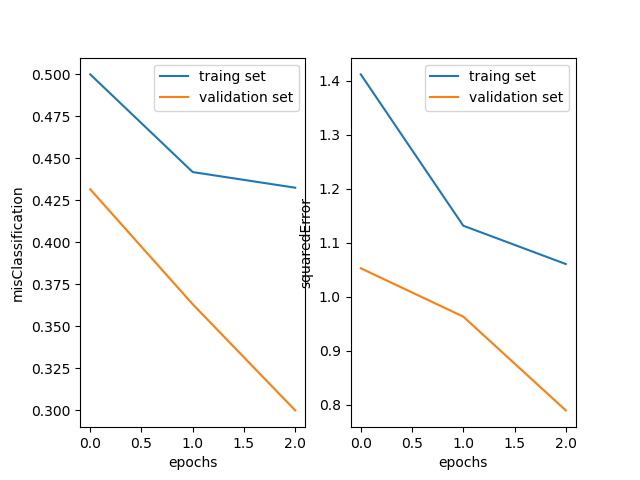 traing set
validation set
0.500
0.475
0.450
0.425
0.400
0.375
0.350
0.325
0.300
misClassification
0.0 0.5 1.0 1.5 2.0
epochs
traing set
validation set
1.4
1.3
1.2
1.1
1.0
0.9
0.8
squaredError
0.0 0.5 1.0 1.5 2.0
epochs